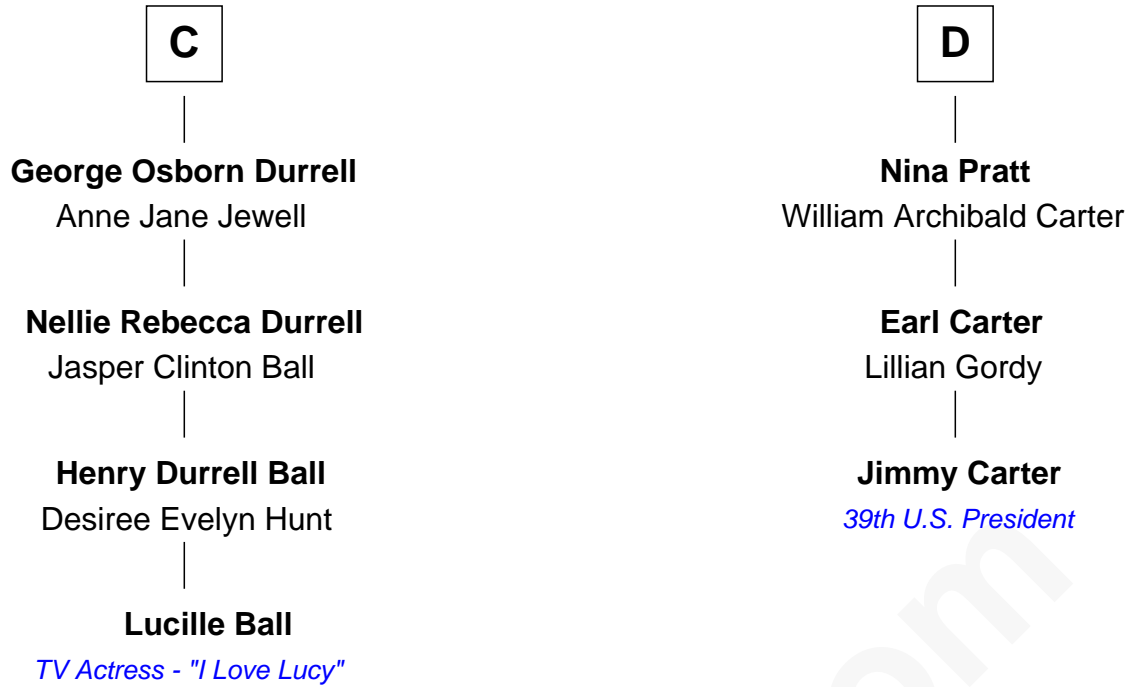 C
George Osborn Durrell
Anne Jane Jewell
Nellie Rebecca Durrell
Jasper Clinton Ball
Henry Durrell Ball
Desiree Evelyn Hunt
Lucille Ball
TV Actress - "I Love Lucy"
D
Nina Pratt
William Archibald Carter
Earl Carter
Lillian Gordy
Jimmy Carter
39th U.S. President
om